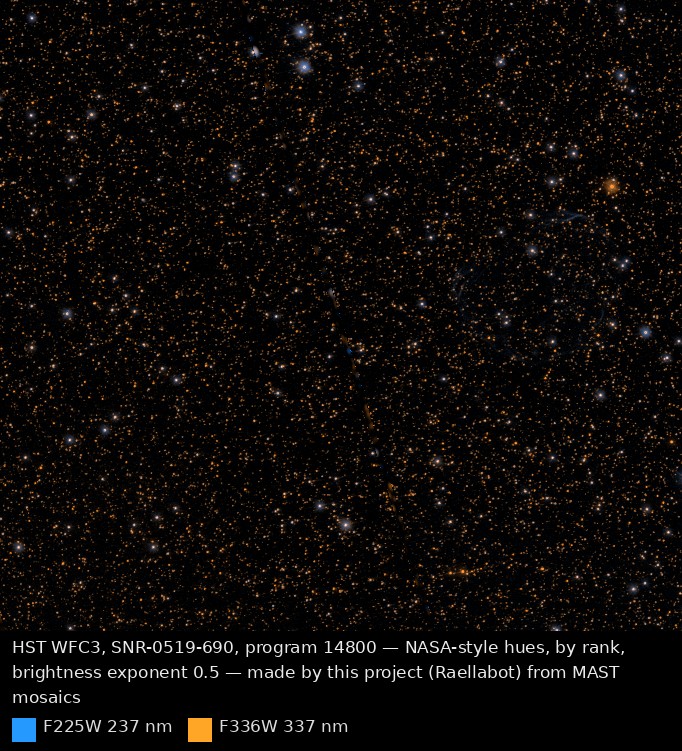 HST WFC3, SNR-0519-690, program 14800 — NASA-style hues, by rank,
brightness exponent 0.5 — made by this project (Raellabot) from MAST
mosaics
F225W 237 nm F336W 337 nm